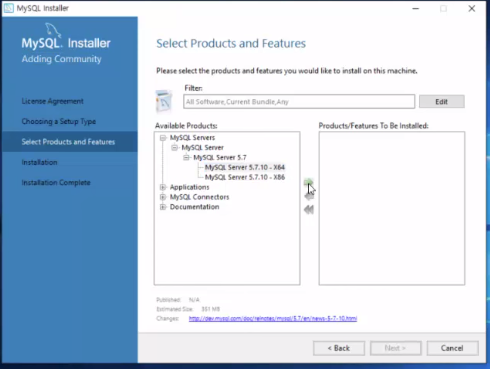 MySQL Installer
MySQL. Installer
Adding Community
License Agreement
Choosing a Setup Type
Select Products and Features
Installation
Installation Complete
Select Products and Features
Please select the products and features you would like to install on this machine.
Filter:
All Software,Current Bundle,Any
Edit
Available Products:
Products/Features To Be Installed:
MySQL Servers
MySQL Server
MySQL Server 5.7
MySQL Server 5.7.10 - X64
MySQL Server 5.7.10 - X86
Applications
MySQL Connectors
Documentation
Published: N/A
Estimated Size: 351 MB
Changes: http://dev.mysql.com/doc/relnotes/mysql/5.7/en/news-5-7-10.html
< Back
Next >
Cancel